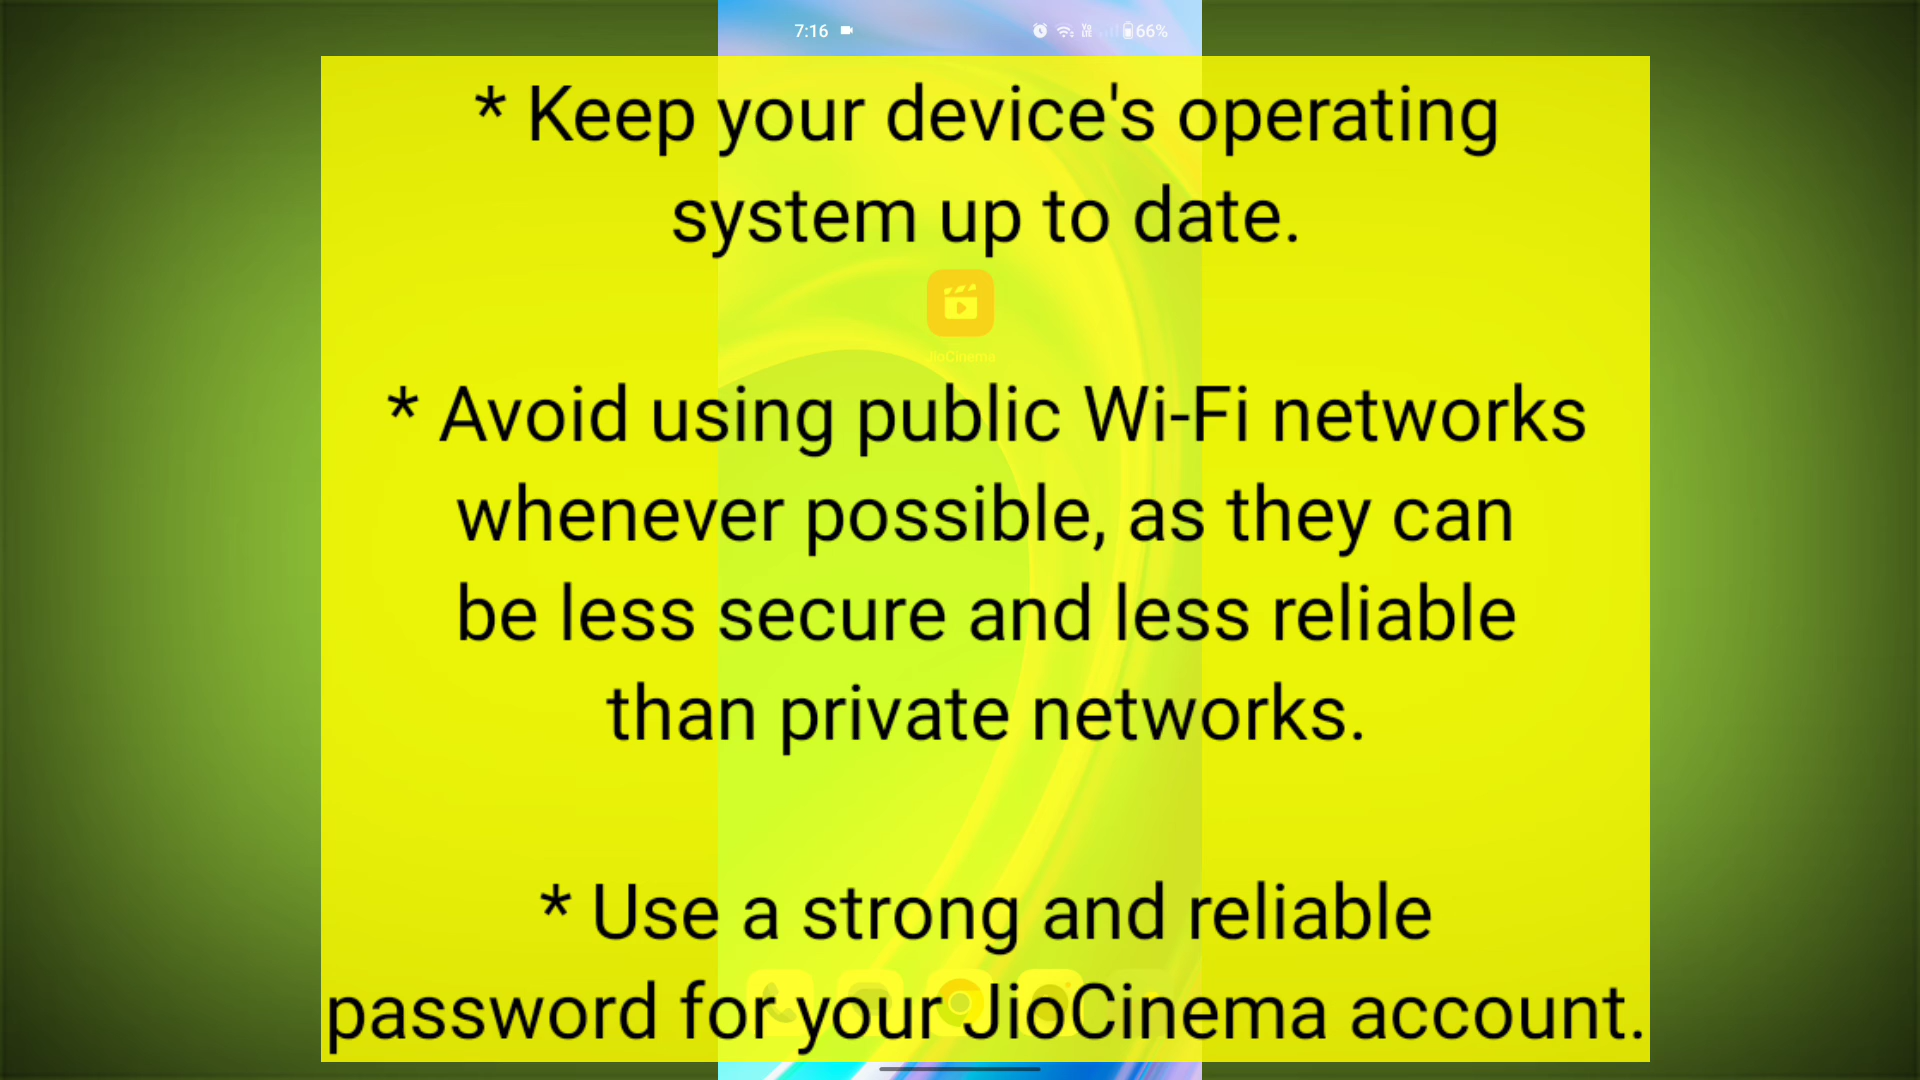 7:16
66%
* Keep your device's operating
system up to date.
JioCinema
* Avoid using public Wi-Fi networks
whenever possible, as they can
be less secure and less reliable
than private networks.
* Use a strong and reliable
password for your JioCinema account.